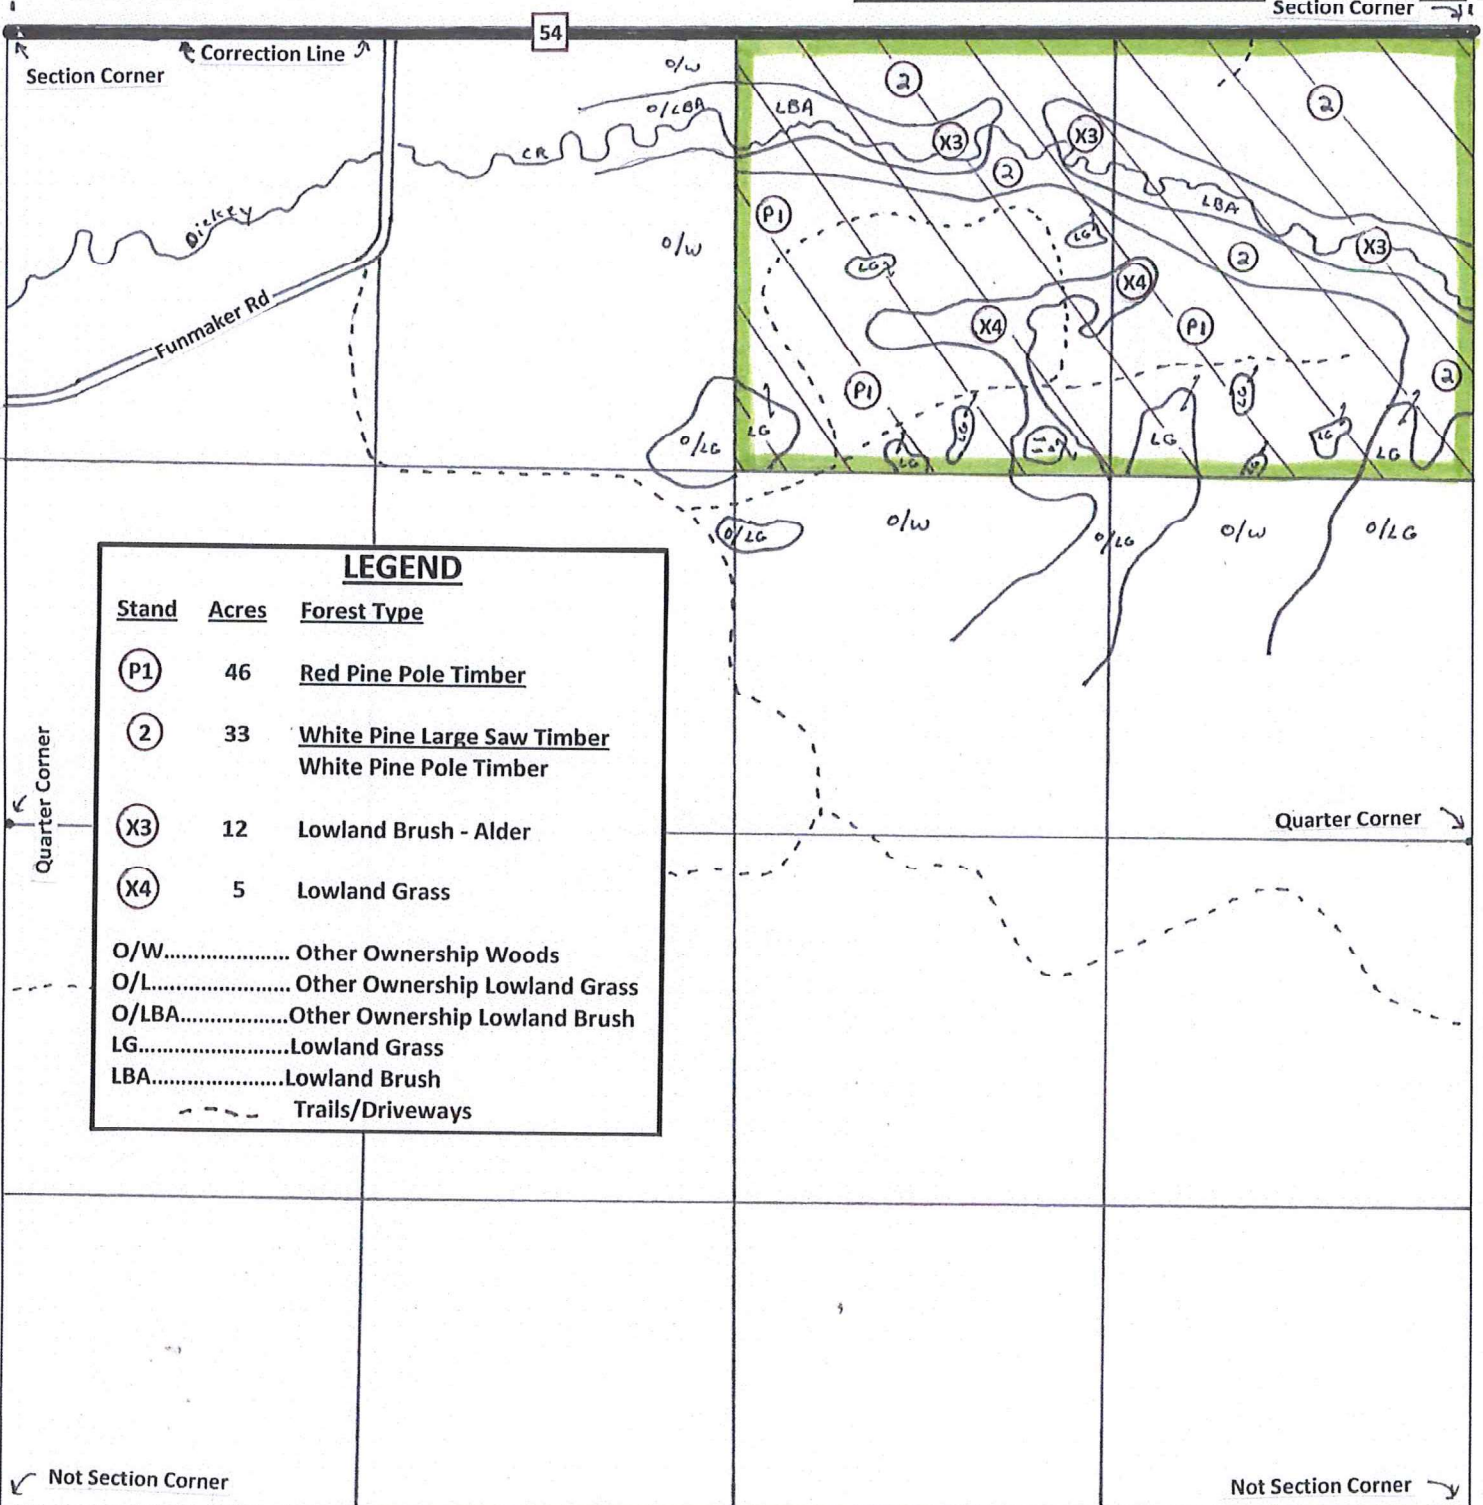 Section Corner
54
Correction Line
Section Corner
O/W
O/LBA
LBA
2
2
X3
X3
CR
2
Dickey
LBA
P1
O/W
LG
X3
2
LG
X4
Funmaker Rd
X4
P1
P1
2
LG
O/LG
LG
LG
LG
LG
LG
O/W
O/LG
O/LG
O/W
O/LG
LEGEND
Stand Acres Forest Type
P1 46 Red Pine Pole Timber
2 33 White Pine Large Saw Timber
White Pine Pole Timber
X3 12 Lowland Brush - Alder
X4 5 Lowland Grass
O/W.................... Other Ownership Woods
O/L...................... Other Ownership Lowland Grass
O/LBA.................Other Ownership Lowland Brush
LG........................Lowland Grass
LBA.....................Lowland Brush
Trails/Driveways
Quarter Corner
Quarter Corner
Not Section Corner
Not Section Corner